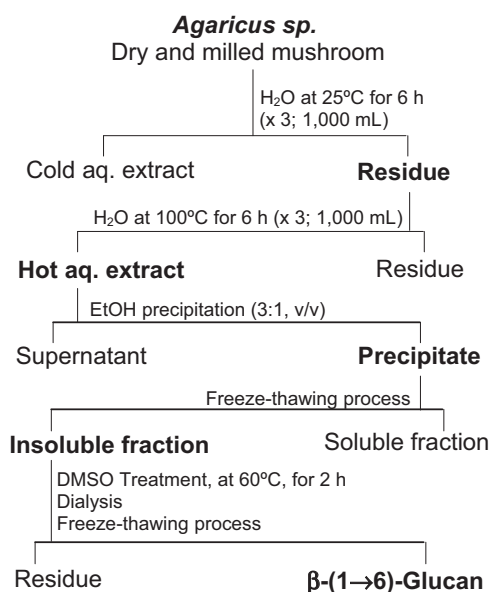 Agaricus sp.
Dry and milled mushroom
H₂O at 25ºC for 6 h
(x 3; 1,000 mL)
Cold aq. extract
Residue
H₂O at 100ºC for 6 h (x 3; 1,000 mL)
Hot aq. extract
Residue
EtOH precipitation (3:1, v/v)
Supernatant
Precipitate
Freeze-thawing process
Insoluble fraction
Soluble fraction
DMSO Treatment, at 60ºC, for 2 h
Dialysis
Freeze-thawing process
Residue
β-(1→6)-Glucan